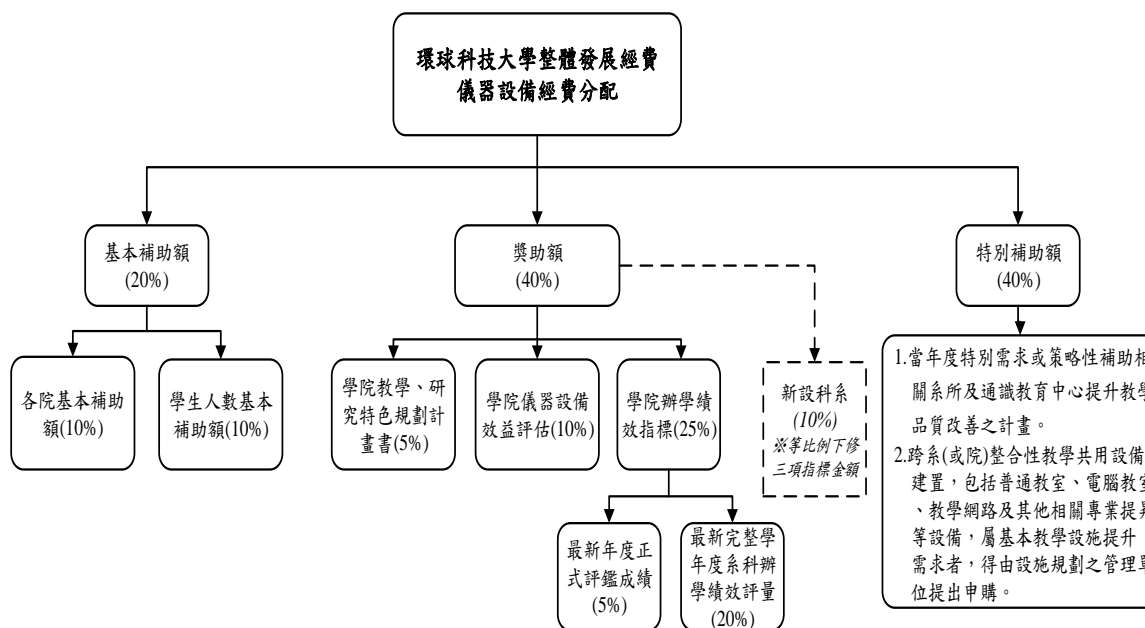 環球科技大學整體發展經費
儀器設備經費分配
基本補助額
(20%)
獎助額
(40%)
特別補助額
(40%)
各院基本補助
額(10%)
學生人數基本
補助額(10%)
學院教學、研
究特色規劃計
畫書(5%)
學院儀器設備
效益評估(10%)
學院辦學績
效指標(25%)
新設科系
(10%)
※等比例下修
三項指標金額
1.當年度特別需求或策略性補助相
關系所及通識教育中心提升教學
品質改善之計畫。
2.跨系(或院)整合性教學共用設備
建置，包括普通教室、電腦教室
、教學網路及其他相關專業提昇
等設備，屬基本教學設施提升
需求者，得由設施規劃之管理單
位提出申購。
最新年度正
式評鑑成績
(5%)
最新完整學
年度系科辦
學績效評量
(20%)